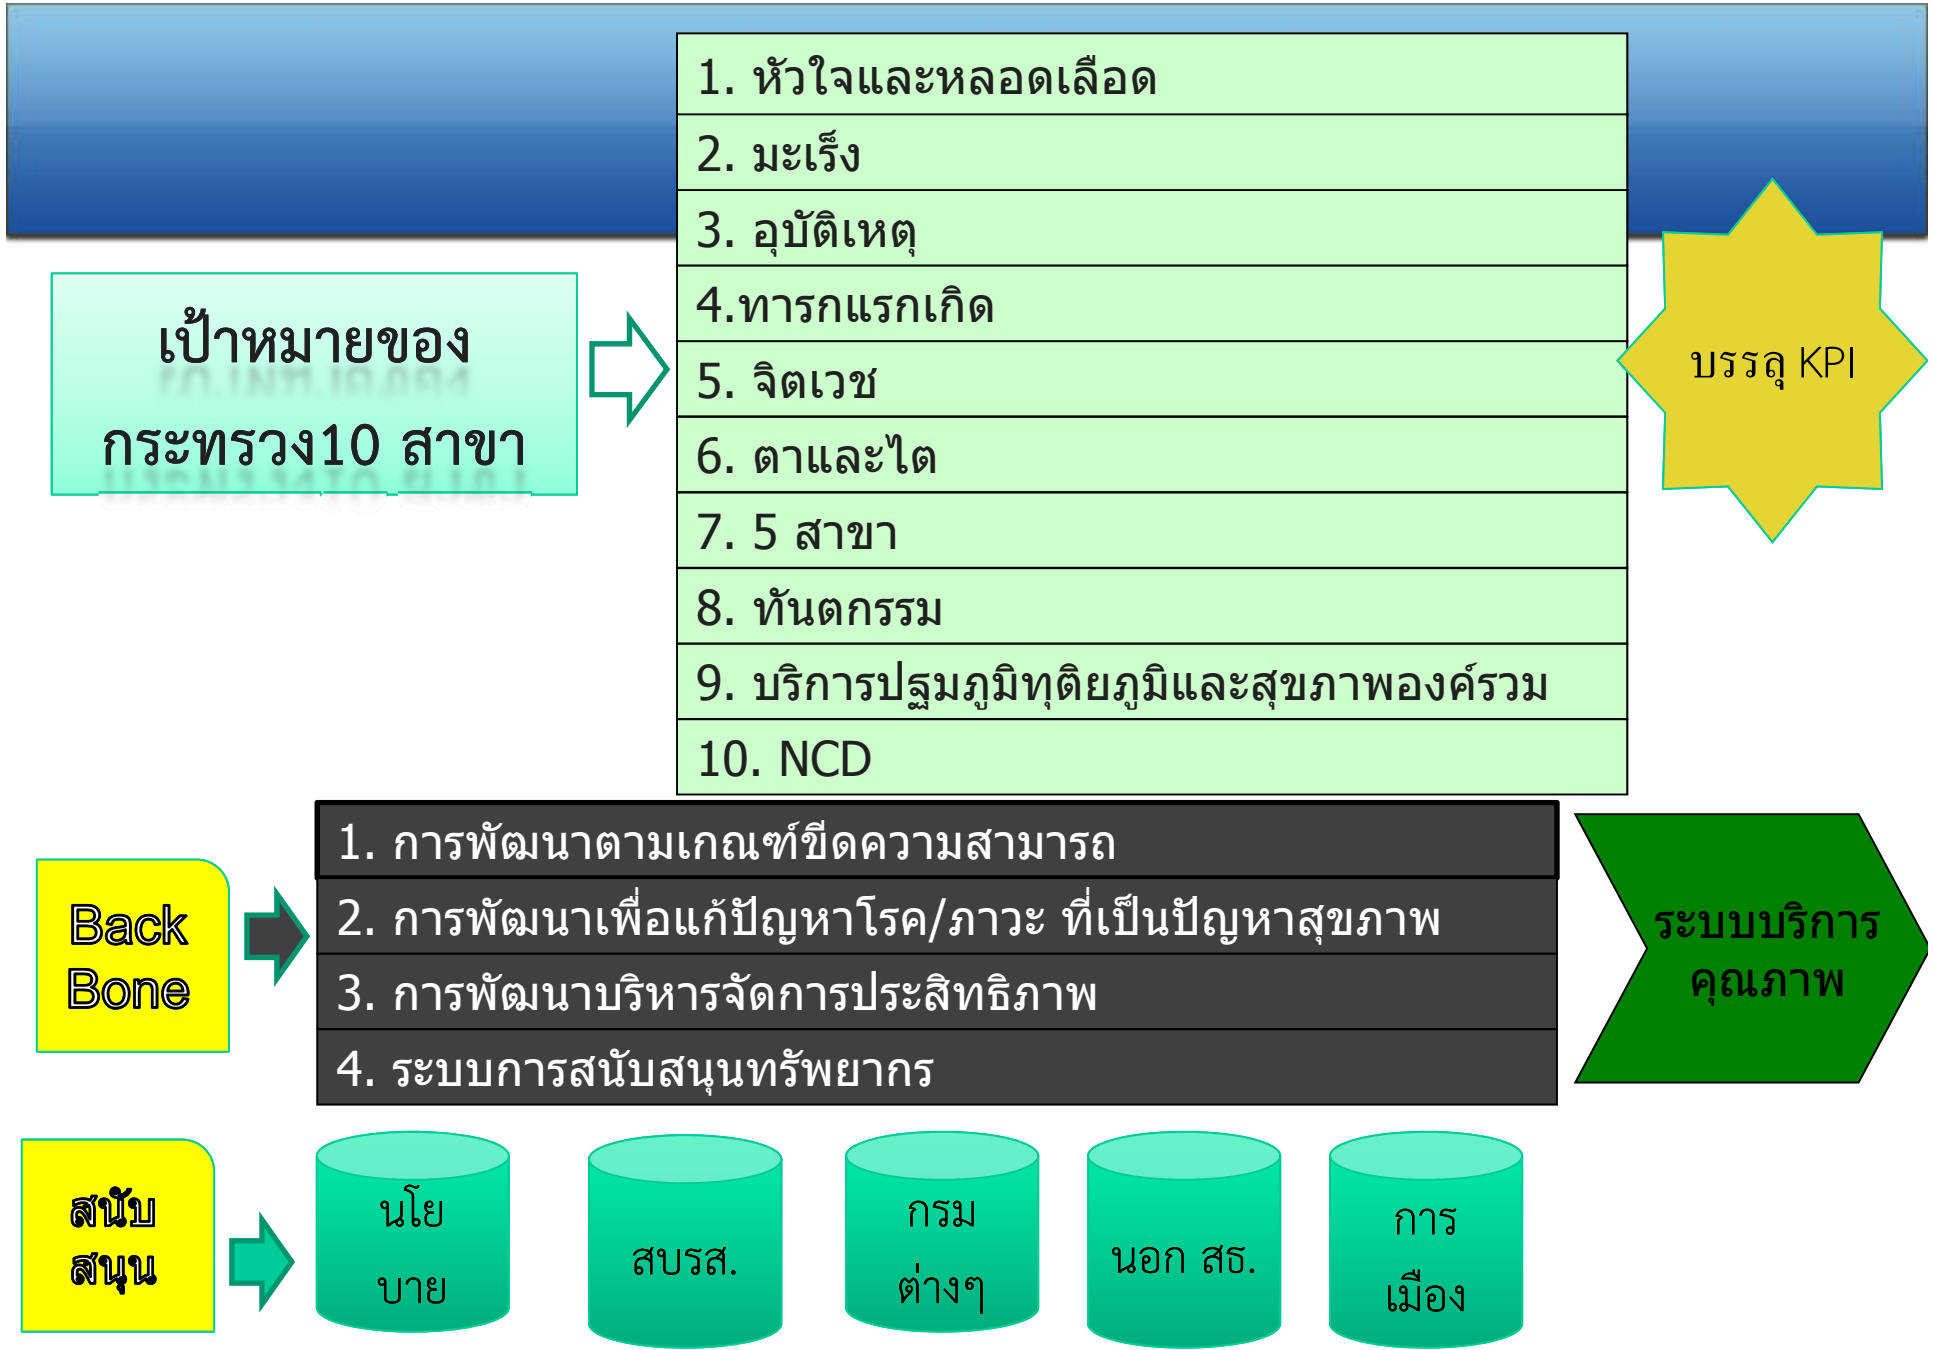 1. หัวใจและหลอดเลือด
2. มะเร็ง
3. อุบัติเหตุ
4.ทารกแรกเกิด
5. จิตเวช
6. ตาและไต
7. 5 สาขา
8. ทันตกรรม
9. บริการปฐมภูมิทุติยภูมิและสุขภาพองค์รวม
10. NCD
เป้าหมายของ
กระทรวง10 สาขา
บรรลุ KPI
Back
Bone
1. การพัฒนาตามเกณฑ์ขีดความสามารถ
2. การพัฒนาเพื่อแก้ปัญหาโรค/ภาวะ ที่เป็นปัญหาสุขภาพ
3. การพัฒนาบริหารจัดการประสิทธิภาพ
4. ระบบการสนับสนุนทรัพยากร
ระบบบริการ
คุณภาพ
สนับ
สนุน
นโย
บาย
สบรส.
กรม
ต่างๆ
นอก สธ.
การ
เมือง